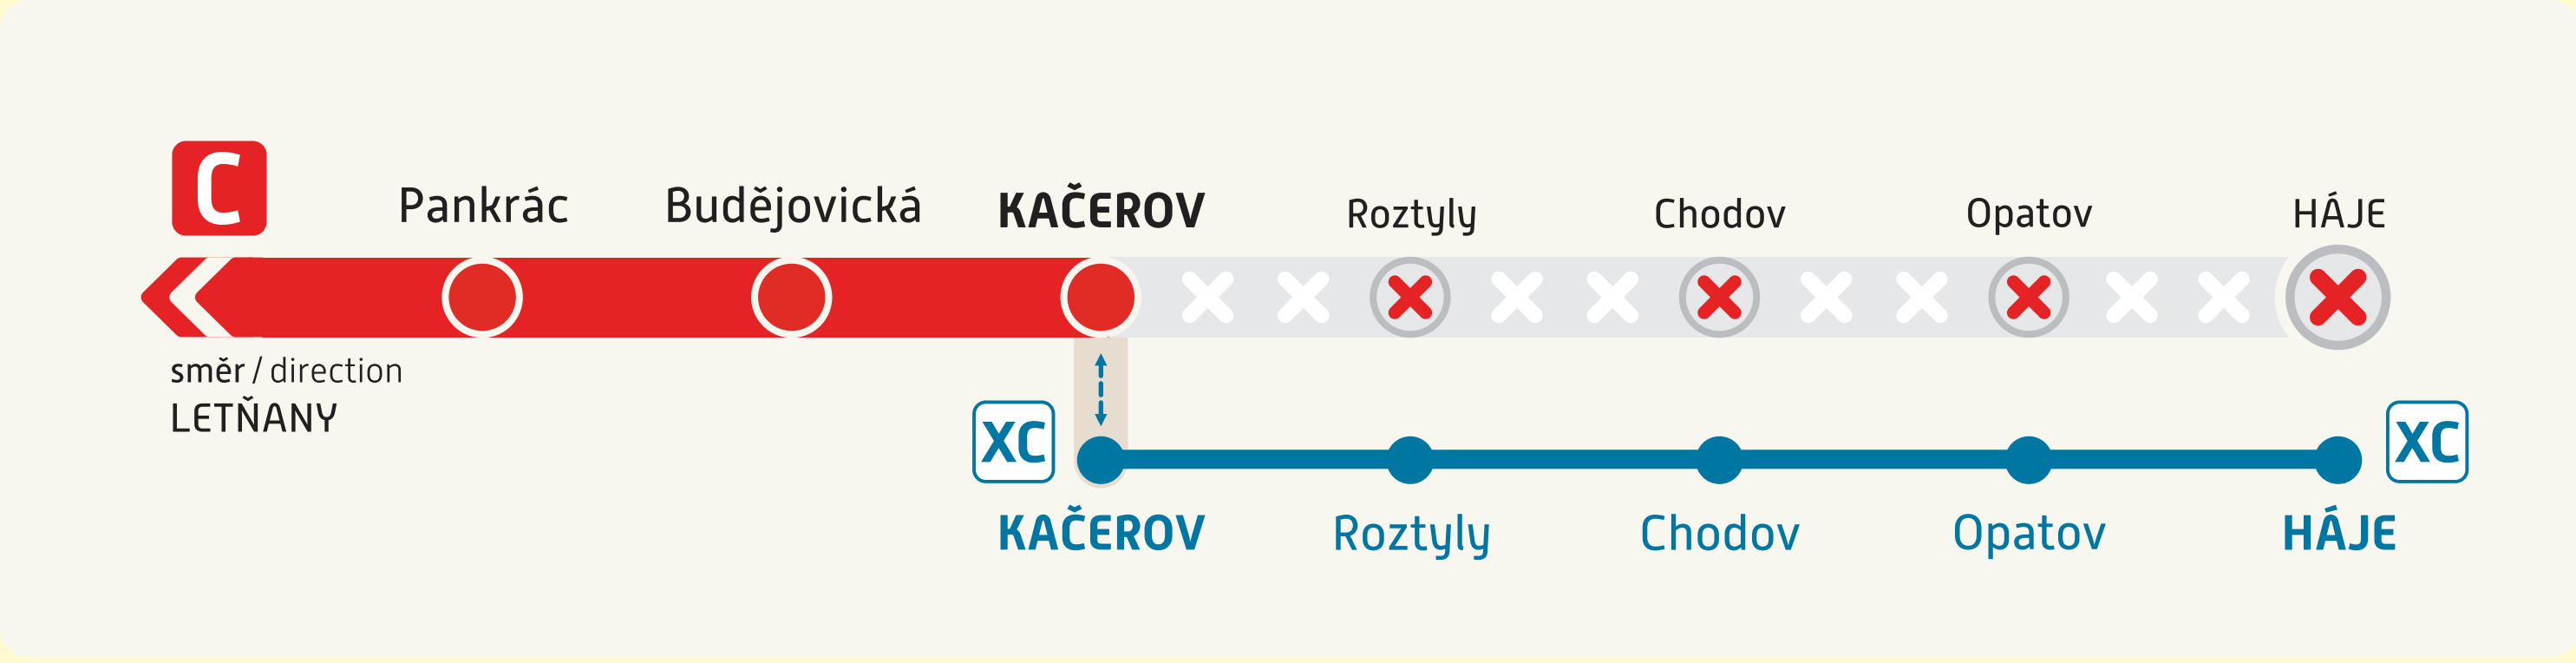 C
Pankrác
Budějovická
KAČEROV
Roztyly
Chodov
Opatov
HÁJE
směr / direction
LETŇANY
XC
XC
KAČEROV
Roztyly
Chodov
Opatov
HÁJE